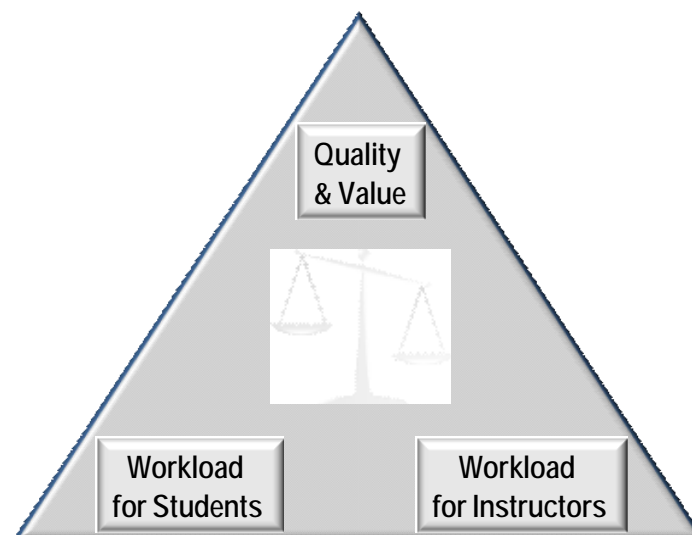 Quality
& Value
Workload
for Students
Workload
for Instructors